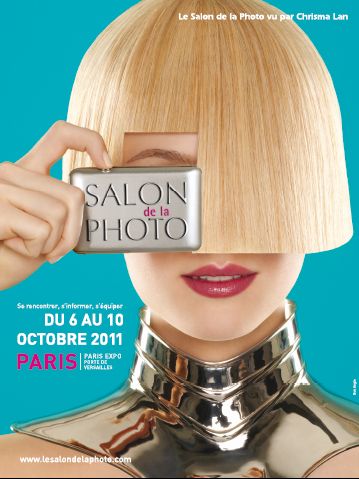 Le Salon de la Photo vu par Chrisma Lan
SALON
de la
PHOTO
Se rencontrer, s'informer, s'équiper
DU 6 AU 10
OCTOBRE 2011
PARIS
PARIS EXPO
PORTE DE
VERSAILLES
www.lesalondelaphoto.com